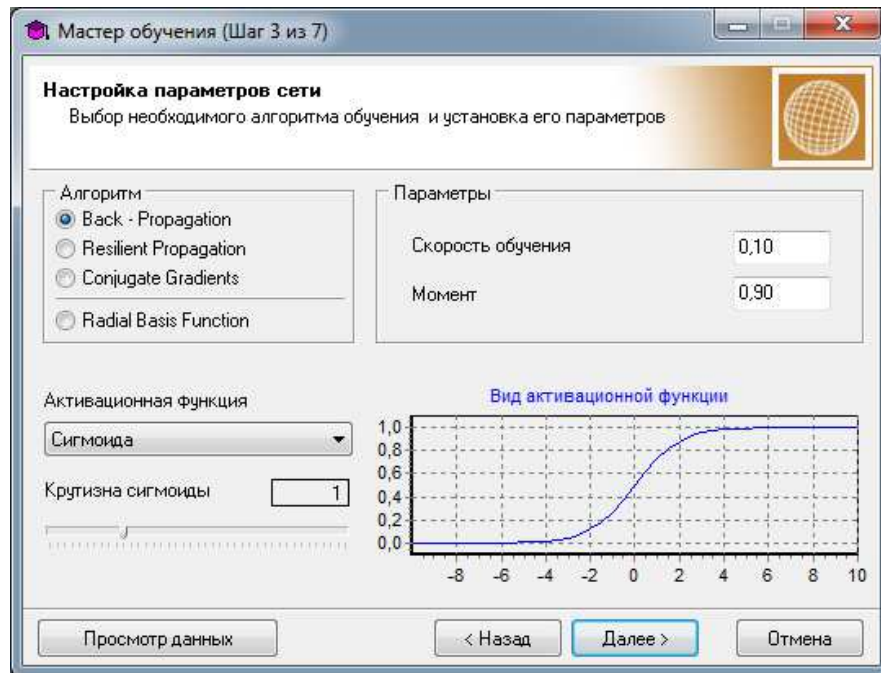 Мастер обучения (Шаг 3 из 7)
Настройка параметров сети
Выбор необходимого алгоритма обучения и установка его параметров
Алгоритм
Back - Propagation
Resilient Propagation
Conjugate Gradients
Radial Basis Function
Параметры
Скорость обучения 0,10
Момент 0,90
Активационная функция
Сигмоида
Крутизна сигмоиды 1
Вид активационной функции
1,0
0,8
0,6
0,4
0,2
0,0
-8 -6 -4 -2 0 2 4 6 8 10
Просмотр данных < Назад Далее > Отмена